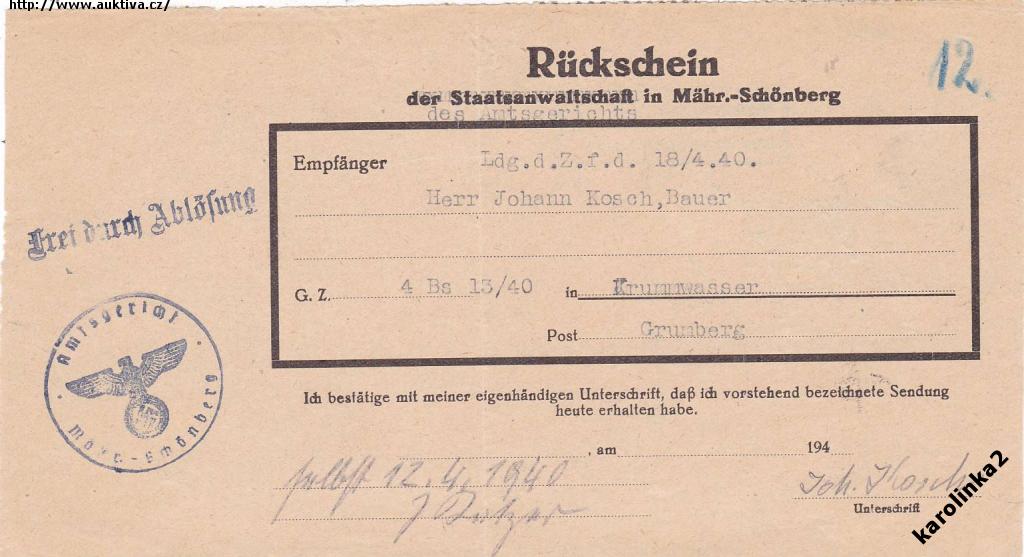 http://www.auktiva.cz/
Rückschein
12.
der Staatsanwaltschaft in Mähr.-Schönberg
des Amtsgerichts
Empfänger Ldg.d.Z.f.d. 18/4.40.
Herr Johann Kosch,Bauer
Frei durch Ablösung
G. Z. 4 Bs 13/40 in Krummwasser
Post Grumberg
Amtsgericht
Mähr.-Schönberg
Ich bestätige mit meiner eigenhändigen Unterschrift, daß ich vorstehend bezeichnete Sendung
heute erhalten habe.
, am 194
selbst 12.4.1940
Joh. Kosch
Unterschrift
karolinka2